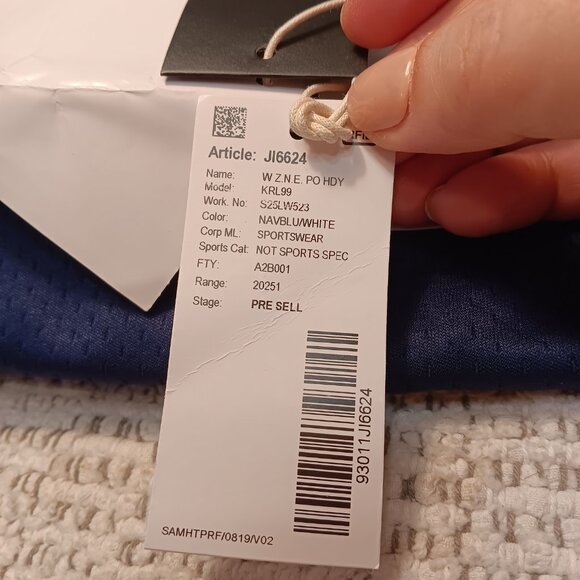 RFID
Article: JI6624
Name: W Z.N.E. PO HDY
Model: KRL99
Work. No: S25LW523
Color: NAVBLU/WHITE
Corp ML: SPORTSWEAR
Sports Cat: NOT SPORTS SPEC
FTY: A2B001
Range: 20251
Stage: PRE SELL
93011JI6624
SAMHTPRF/0819/V02